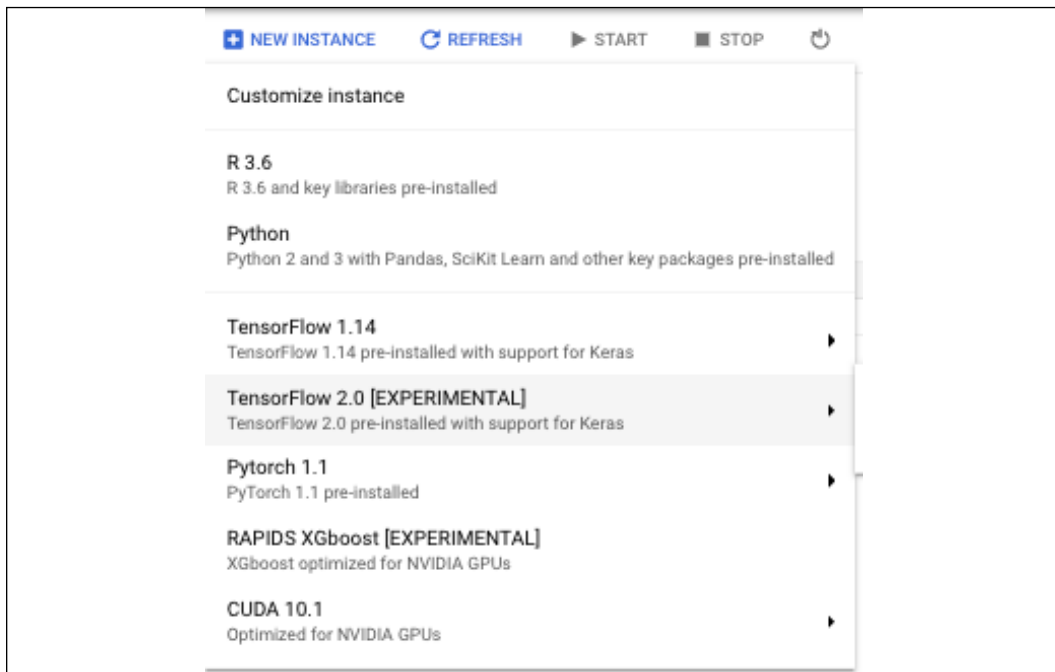 NEW INSTANCE REFRESH START STOP
Customize instance
R 3.6
R 3.6 and key libraries pre-installed
Python
Python 2 and 3 with Pandas, SciKit Learn and other key packages pre-installed
TensorFlow 1.14
TensorFlow 1.14 pre-installed with support for Keras
TensorFlow 2.0 [EXPERIMENTAL]
TensorFlow 2.0 pre-installed with support for Keras
Pytorch 1.1
PyTorch 1.1 pre-installed
RAPIDS XGboost [EXPERIMENTAL]
XGboost optimized for NVIDIA GPUs
CUDA 10.1
Optimized for NVIDIA GPUs